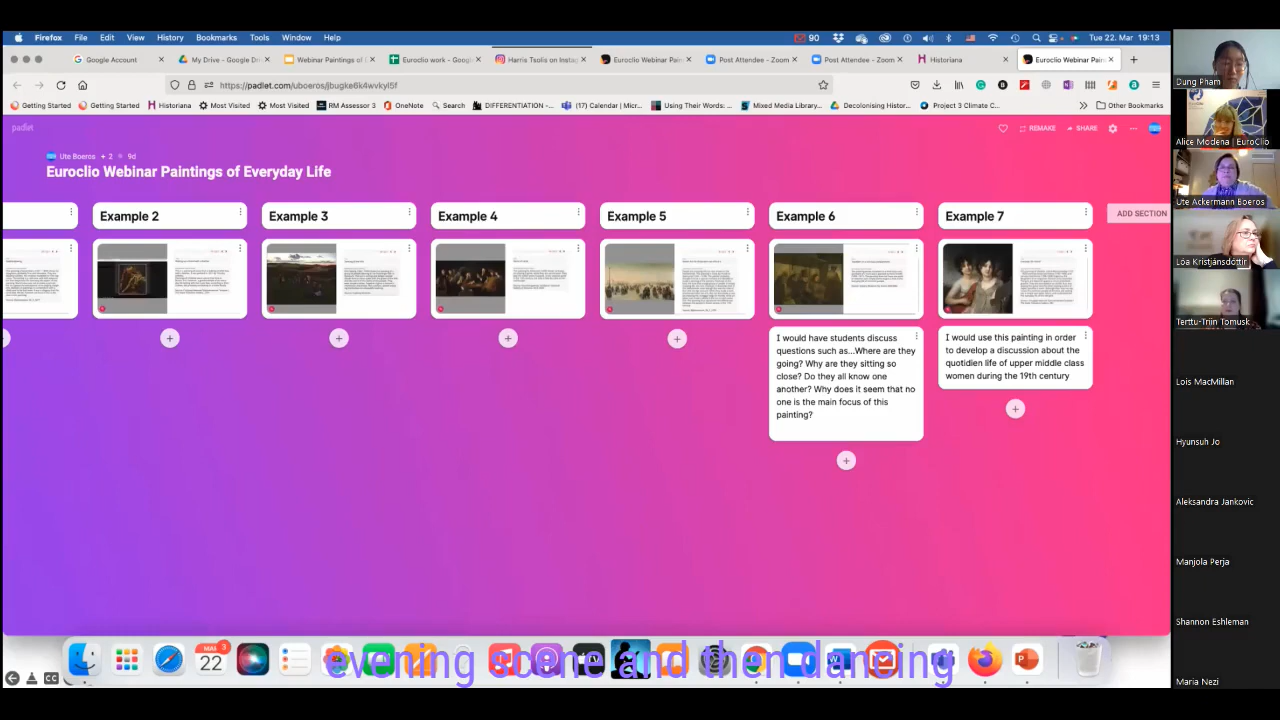 Firefox File Edit View History Bookmarks Tools Window Help 90 Tue 22. Mar 19:13
Google Account My Drive - Google Dri Webinar Paintings of L Euroclio work - Google Harris Tsolis on Instag Euroclio Webinar Pain Post Attendee - Zoom Post Attendee - Zoom Historiana Euroclio Webinar Pain
https://padlet.com/uboeros/jbugke6k4wvkyl5f
Getting Started Getting Started Historiana Most Visited Most Visited RM Assessor 3 OneNote Search DIFFERENTIATION -... (17) Calendar | Micr... Using Their Words:... Mixed Media Library... Decolonising Histor... Project 3 Climate C... Other Bookmarks
padlet
REMAKE SHARE
Ute Boeros + 2 9d
Euroclio Webinar Paintings of Everyday Life
Example 2 Example 3 Example 4 Example 5 Example 6 Example 7 ADD SECTION
I would have students discuss
questions such as...Where are they
going? Why are they sitting so
close? Do they all know one
another? Why does it seem that no
one is the main focus of this
painting?
I would use this painting in order
to develop a discussion about the
quotidien life of upper middle class
women during the 19th century
evening scene and then dancing
22
CC
Dung Pham
Alice Modena | EuroClio
Ute Ackermann Boeros
Lóa Kristjánsdóttir
Terttu-Triin Tomusk
Lois MacMillan
Hyunsuh Jo
Aleksandra Jankovic
Manjola Perja
Shannon Eshleman
Maria Nezi